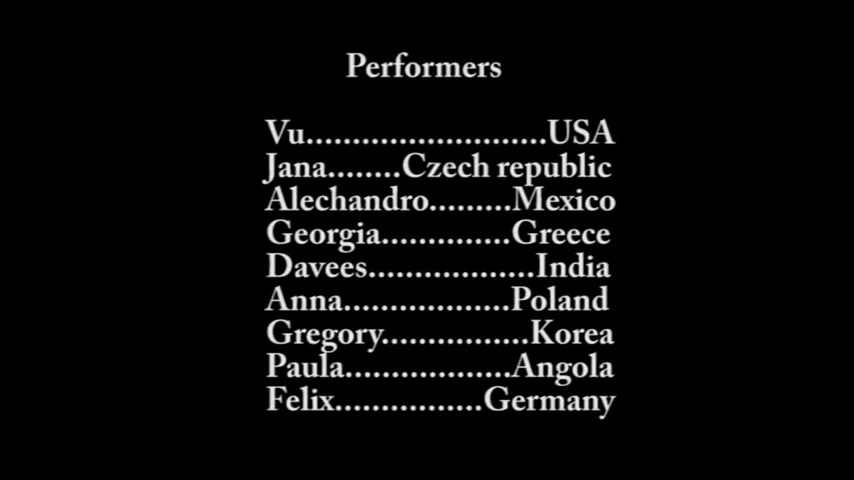 Performers
Vu..........................USA
Jana........Czech republic
Alechandro.........Mexico
Georgia..............Greece
Davees..................India
Anna..................Poland
Gregory................Korea
Paula..................Angola
Felix................Germany